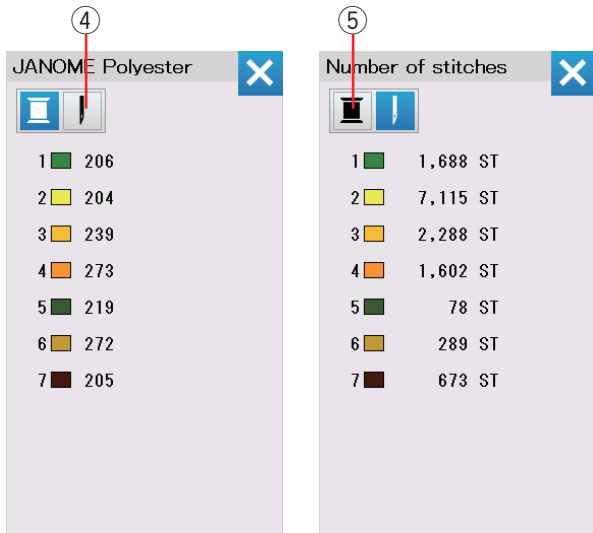 ④
JANOME Polyester
1 206
2 204
3 239
4 273
5 219
6 272
7 205
⑤
Number of stitches
1 1,688 ST
2 7,115 ST
3 2,288 ST
4 1,602 ST
5 78 ST
6 289 ST
7 673 ST